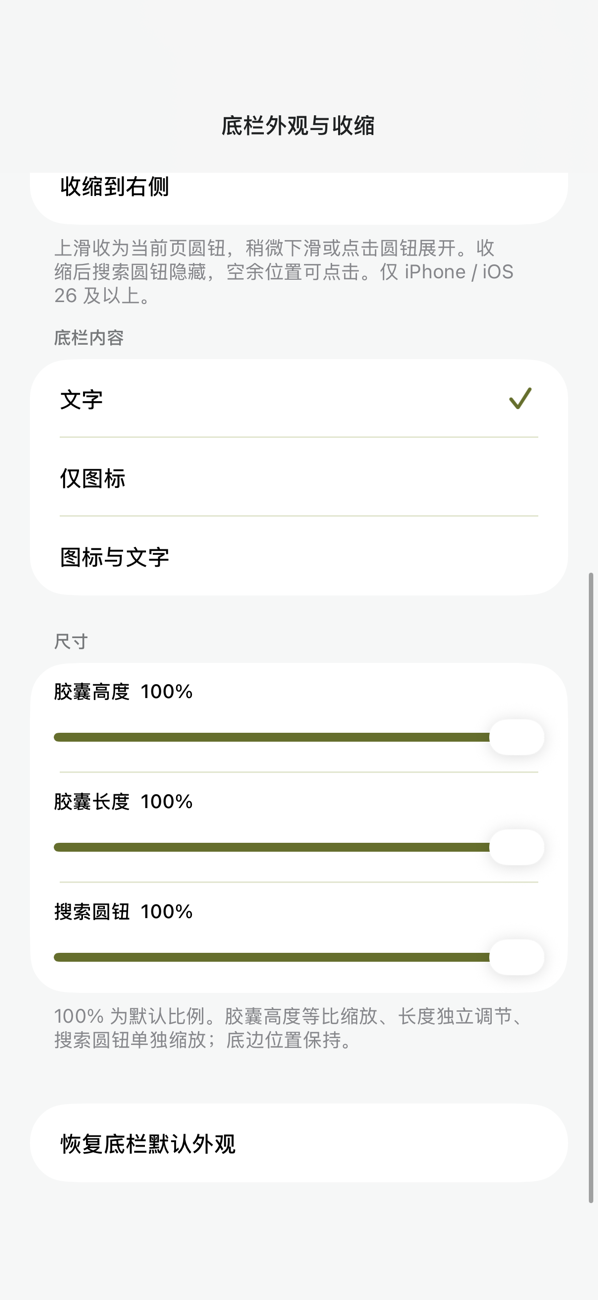 底栏外观与收缩
收缩到右侧
上滑收为当前页圆钮，稍微下滑或点击圆钮展开。收
缩后搜索圆钮隐藏，空余位置可点击。仅 iPhone / iOS
26 及以上。
底栏内容
文字
仅图标
图标与文字
尺寸
胶囊高度 100%
胶囊长度 100%
搜索圆钮 100%
100% 为默认比例。胶囊高度等比缩放、长度独立调节、
搜索圆钮单独缩放；底边位置保持。
恢复底栏默认外观